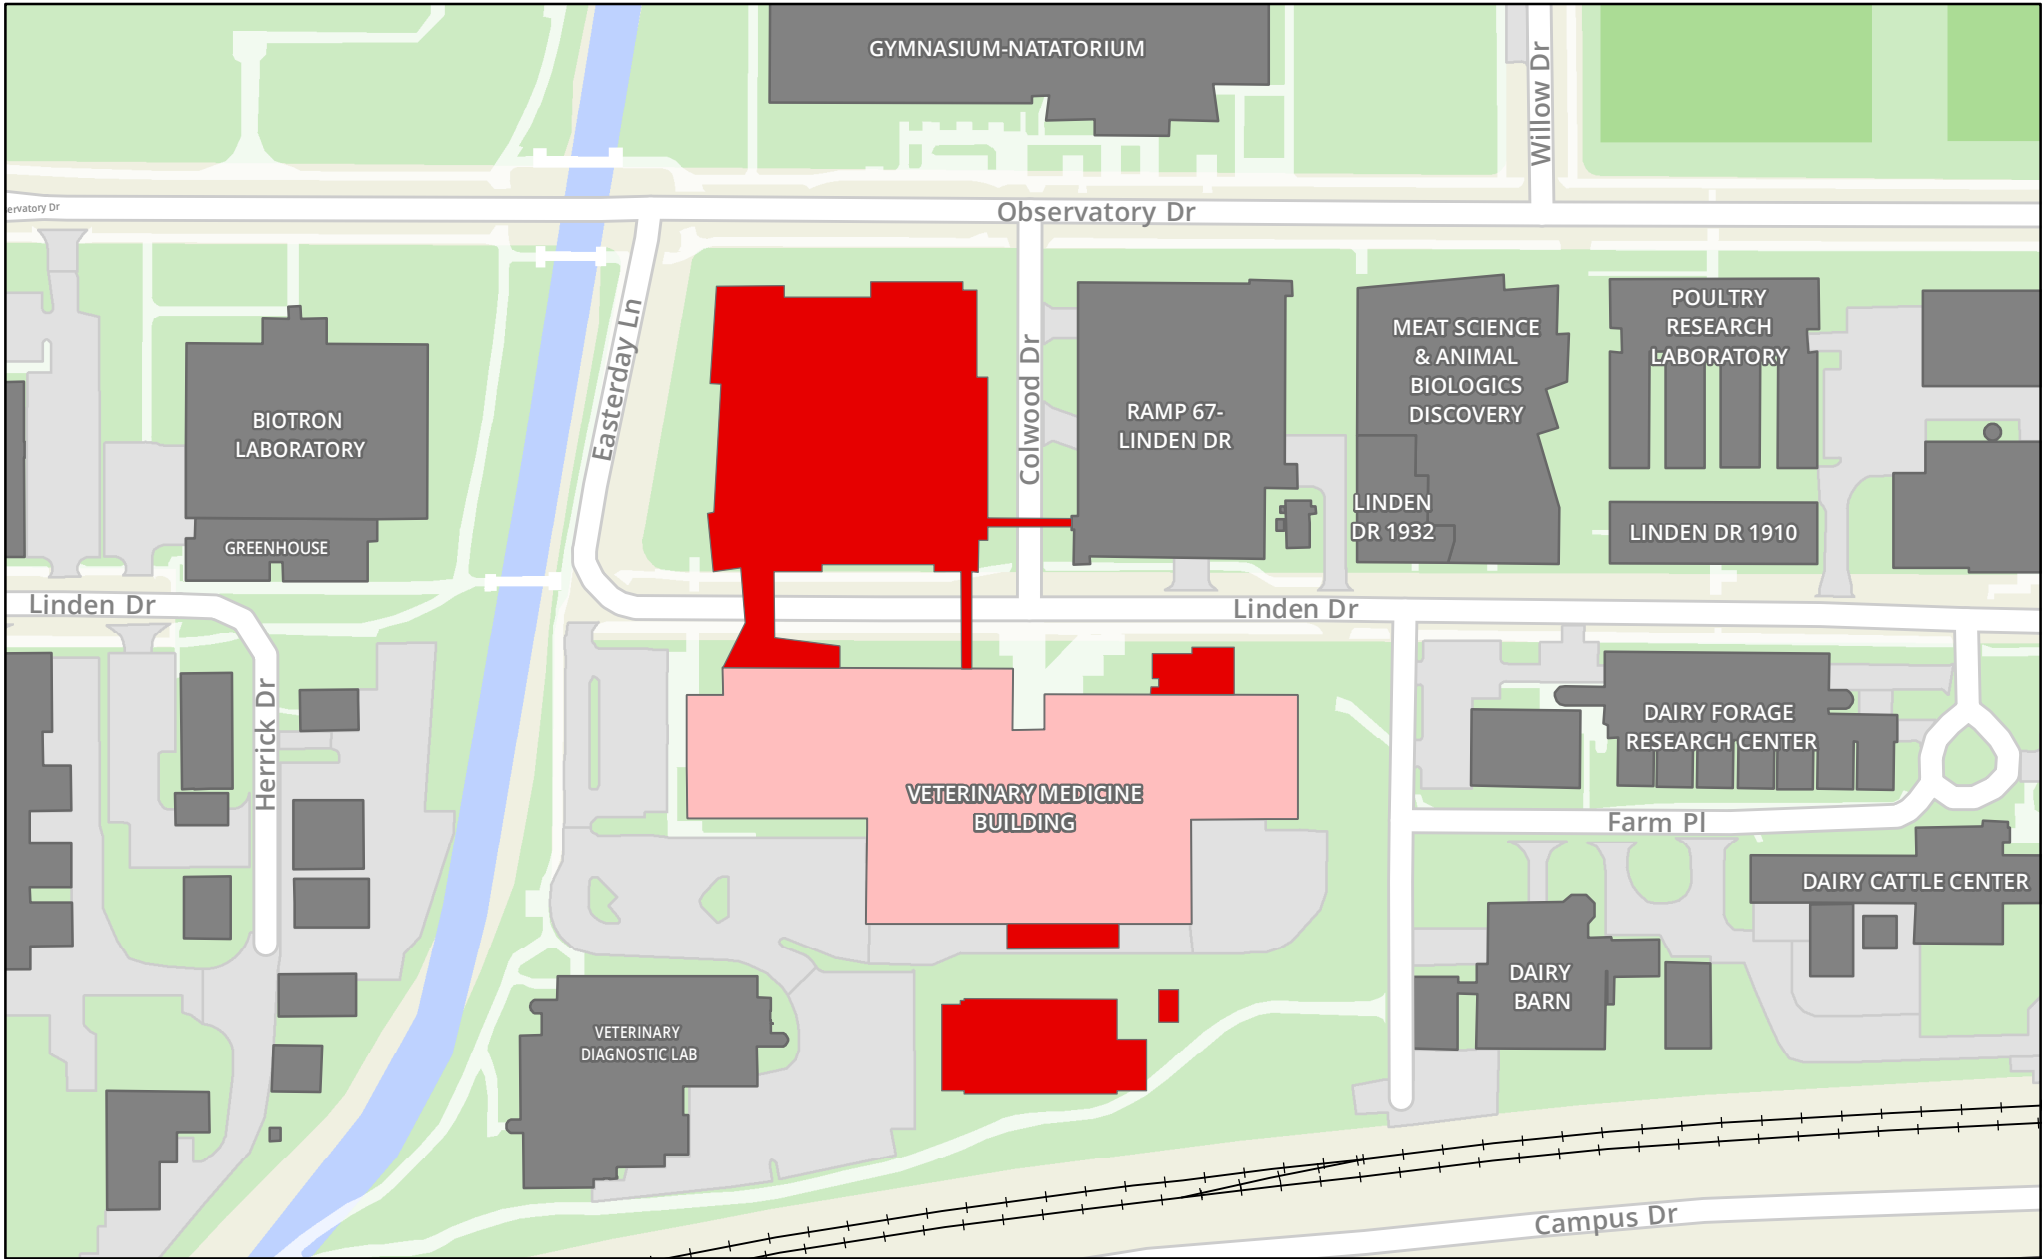 GYMNASIUM-NATATORIUM
Willow Dr
ervatory Dr
Observatory Dr
Easterday Ln
Colwood Dr
BIOTRON
LABORATORY
GREENHOUSE
RAMP 67-
LINDEN DR
MEAT SCIENCE
& ANIMAL
BIOLOGICS
DISCOVERY
LINDEN
DR 1932
POULTRY
RESEARCH
LABORATORY
LINDEN DR 1910
Linden Dr
Linden Dr
Herrick Dr
VETERINARY MEDICINE
BUILDING
DAIRY FORAGE
RESEARCH CENTER
Farm Pl
DAIRY CATTLE CENTER
DAIRY
BARN
VETERINARY
DIAGNOSTIC LAB
Campus Dr